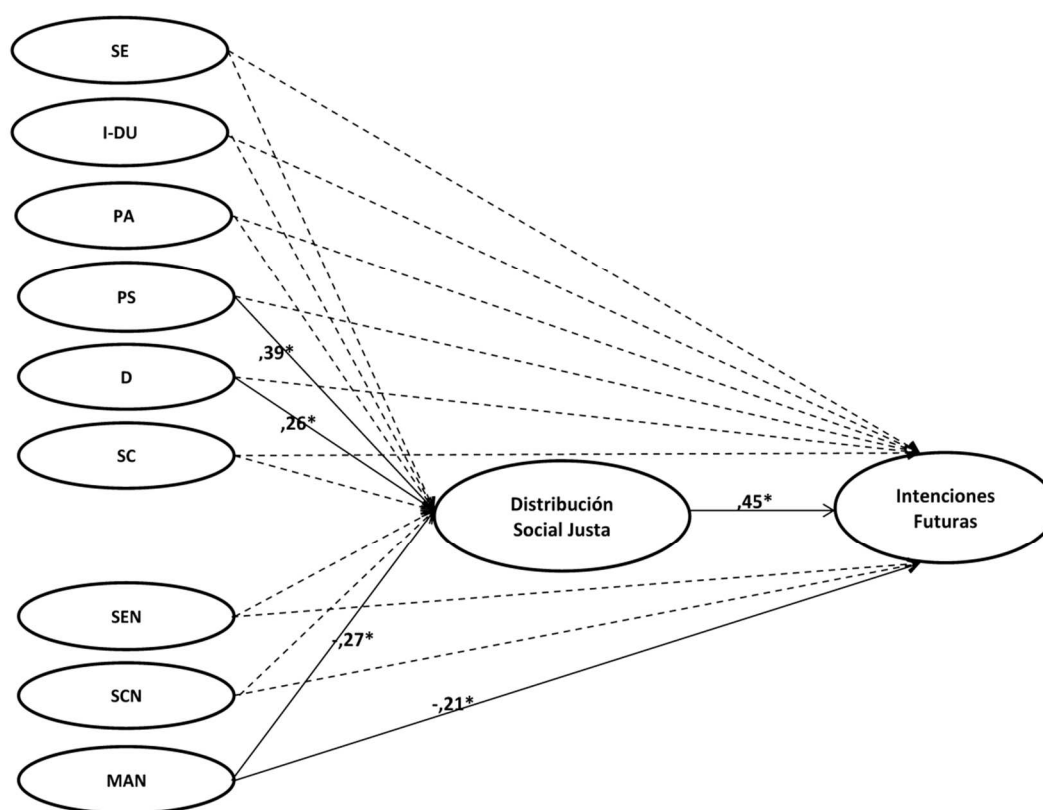 SE
I-DU
PA
PS
,39*
D
,26*
SC
Distribución
Social Justa
,45*
Intenciones
Futuras
SEN
-,27*
SCN
-,21*
MAN